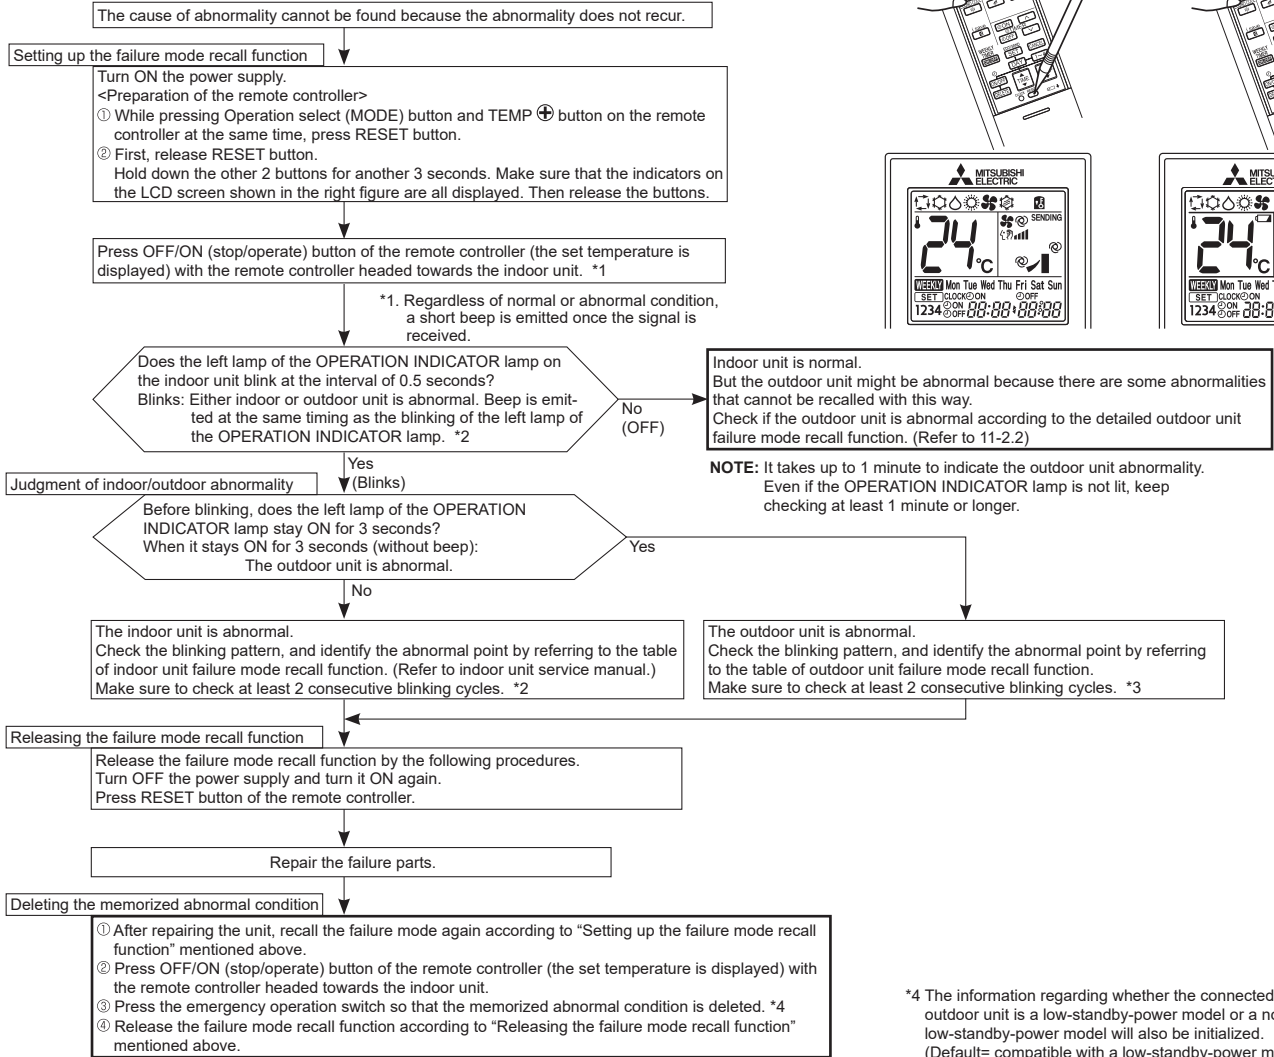 The cause of abnormality cannot be found because the abnormality does not recur.
Setting up the failure mode recall function
Turn ON the power supply.
<Preparation of the remote controller>
① While pressing Operation select (MODE) button and TEMP ⊕ button on the remote
controller at the same time, press RESET button.
② First, release RESET button.
Hold down the other 2 buttons for another 3 seconds. Make sure that the indicators on
the LCD screen shown in the right figure are all displayed. Then release the buttons.
MITSUBISHI
ELECTRIC
SENDING
24°C
WEEKLY Mon Tue Wed Thu Fri Sat Sun
SET CLOCK ON OFF
1234 ON OFF 88:88 88:88
MITSU
ELEC
24°C
WEEKLY Mon Tue Wed
SET CLOCK ON
1234 ON OFF
Press OFF/ON (stop/operate) button of the remote controller (the set temperature is
displayed) with the remote controller headed towards the indoor unit. *1
*1. Regardless of normal or abnormal condition,
a short beep is emitted once the signal is
received.
Does the left lamp of the OPERATION INDICATOR lamp on
the indoor unit blink at the interval of 0.5 seconds?
Blinks: Either indoor or outdoor unit is abnormal. Beep is emit-
ted at the same timing as the blinking of the left lamp of
the OPERATION INDICATOR lamp. *2
No
(OFF)
Indoor unit is normal.
But the outdoor unit might be abnormal because there are some abnormalities
that cannot be recalled with this way.
Check if the outdoor unit is abnormal according to the detailed outdoor unit
failure mode recall function. (Refer to 11-2.2)
NOTE: It takes up to 1 minute to indicate the outdoor unit abnormality.
Even if the OPERATION INDICATOR lamp is not lit, keep
checking at least 1 minute or longer.
Yes
(Blinks)
Judgment of indoor/outdoor abnormality
Before blinking, does the left lamp of the OPERATION
INDICATOR lamp stay ON for 3 seconds?
When it stays ON for 3 seconds (without beep):
The outdoor unit is abnormal.
Yes
No
The indoor unit is abnormal.
Check the blinking pattern, and identify the abnormal point by referring to the table
of indoor unit failure mode recall function. (Refer to indoor unit service manual.)
Make sure to check at least 2 consecutive blinking cycles. *2
The outdoor unit is abnormal.
Check the blinking pattern, and identify the abnormal point by referring
to the table of outdoor unit failure mode recall function.
Make sure to check at least 2 consecutive blinking cycles. *3
Releasing the failure mode recall function
Release the failure mode recall function by the following procedures.
Turn OFF the power supply and turn it ON again.
Press RESET button of the remote controller.
Repair the failure parts.
Deleting the memorized abnormal condition
① After repairing the unit, recall the failure mode again according to “Setting up the failure mode recall
function” mentioned above.
② Press OFF/ON (stop/operate) button of the remote controller (the set temperature is displayed) with
the remote controller headed towards the indoor unit.
③ Press the emergency operation switch so that the memorized abnormal condition is deleted. *4
④ Release the failure mode recall function according to “Releasing the failure mode recall function”
mentioned above.
*4 The information regarding whether the connected
outdoor unit is a low-standby-power model or a no
low-standby-power model will also be initialized.
(Default= compatible with a low-standby-power m